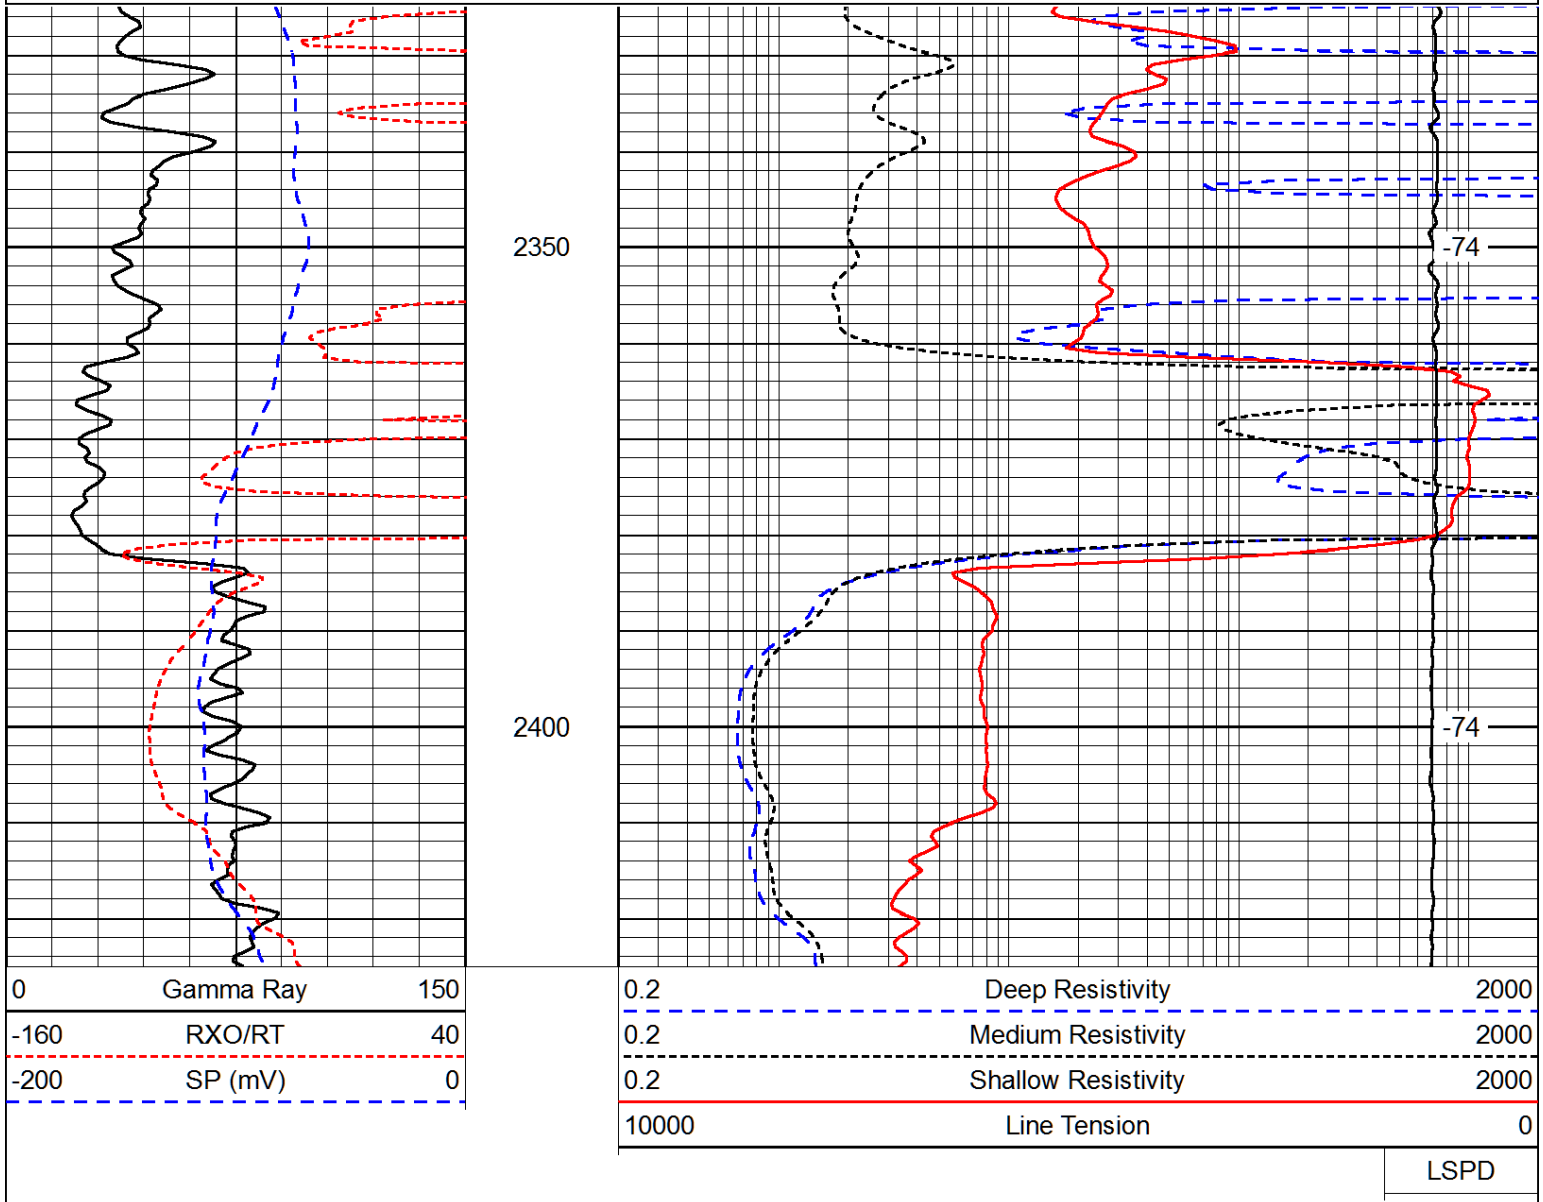 2350
-74
2400
-74
0 Gamma Ray 150
-160 RXO/RT 40
-200 SP (mV) 0
0.2 Deep Resistivity 2000
0.2 Medium Resistivity 2000
0.2 Shallow Resistivity 2000
10000 Line Tension 0
LSPD